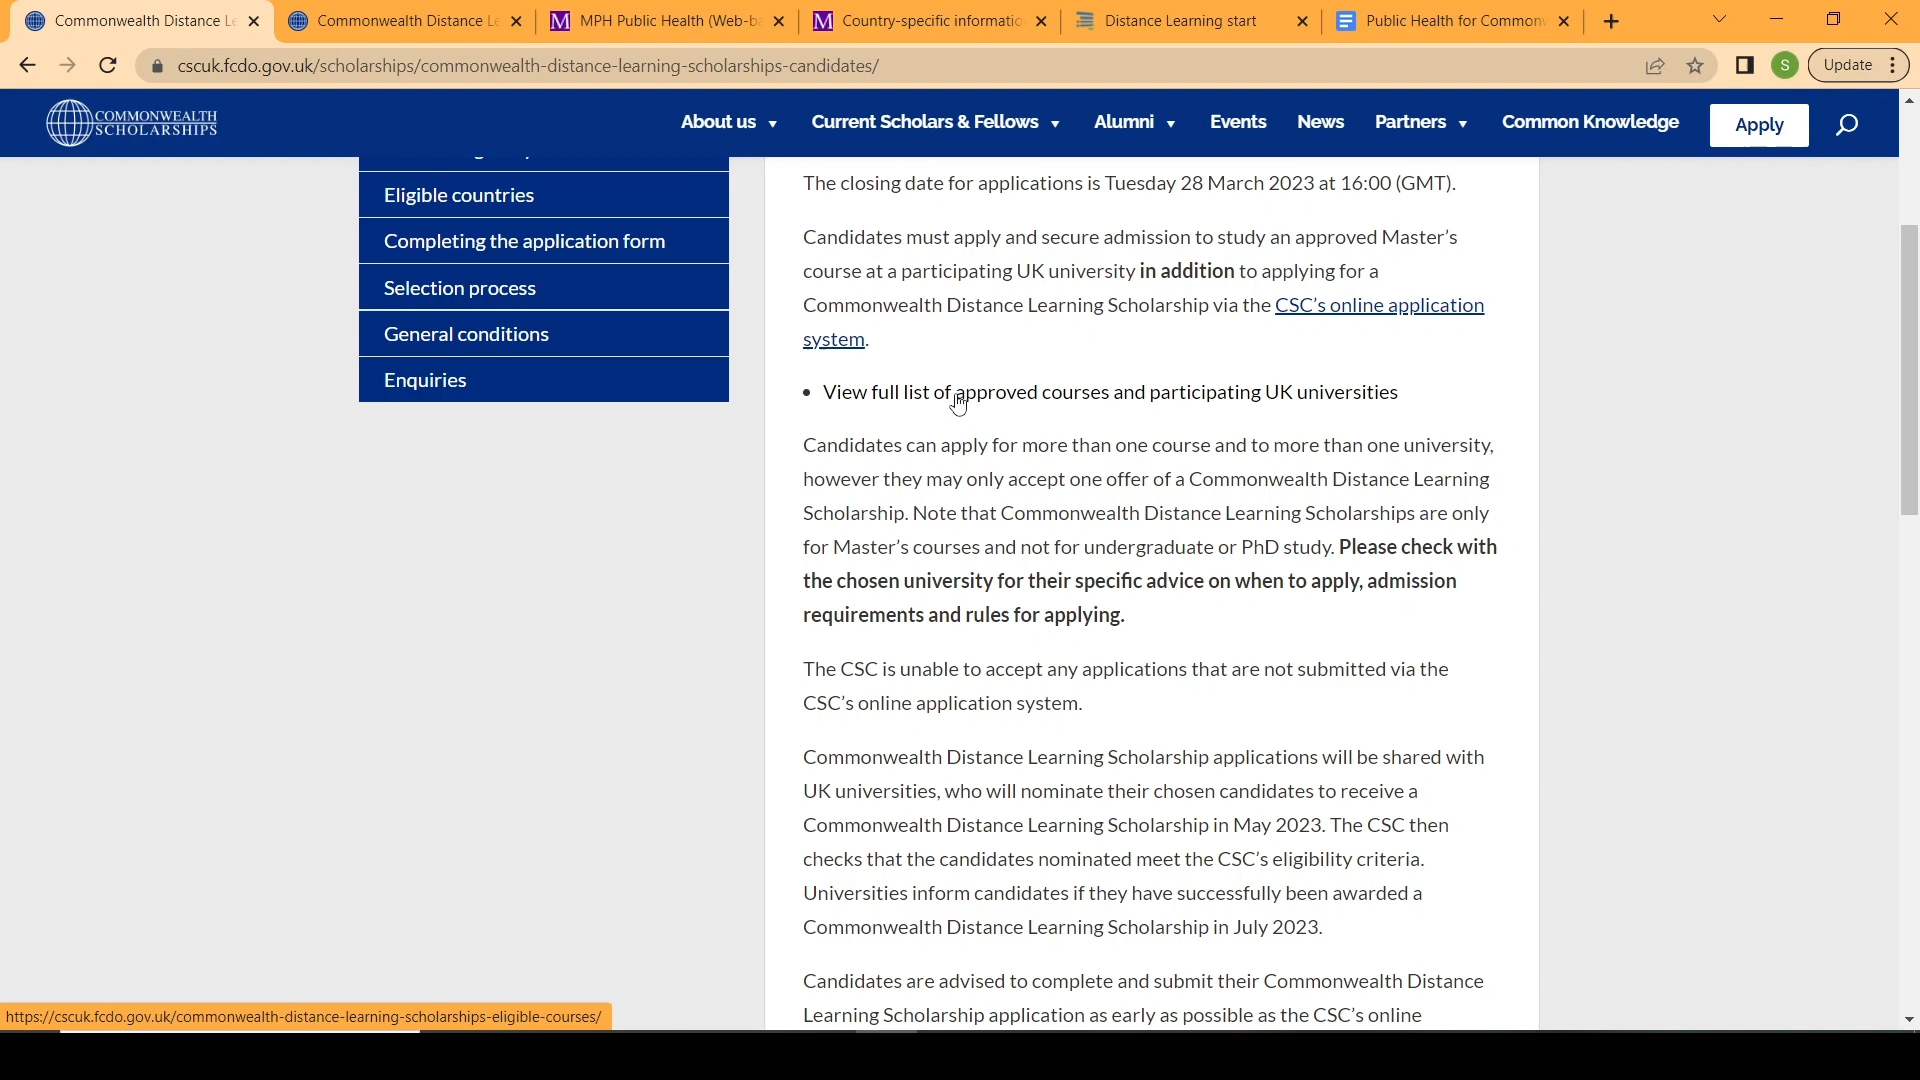 Commonwealth Distance Le
Commonwealth Distance Le
MPH Public Health (Web-ba
Country-specific informatio
Distance Learning start
Public Health for Common
cscuk.fcdo.gov.uk/scholarships/commonwealth-distance-learning-scholarships-candidates/
S
Update
COMMONWEALTH
SCHOLARSHIPS
About us
Current Scholars & Fellows
Alumni
Events
News
Partners
Common Knowledge
Apply
Eligible countries
Completing the application form
Selection process
General conditions
Enquiries
The closing date for applications is Tuesday 28 March 2023 at 16:00 (GMT).
Candidates must apply and secure admission to study an approved Master’s
course at a participating UK university in addition to applying for a
Commonwealth Distance Learning Scholarship via the CSC’s online application
system.
• View full list of approved courses and participating UK universities
Candidates can apply for more than one course and to more than one university,
however they may only accept one offer of a Commonwealth Distance Learning
Scholarship. Note that Commonwealth Distance Learning Scholarships are only
for Master’s courses and not for undergraduate or PhD study. Please check with
the chosen university for their specific advice on when to apply, admission
requirements and rules for applying.
The CSC is unable to accept any applications that are not submitted via the
CSC’s online application system.
Commonwealth Distance Learning Scholarship applications will be shared with
UK universities, who will nominate their chosen candidates to receive a
Commonwealth Distance Learning Scholarship in May 2023. The CSC then
checks that the candidates nominated meet the CSC’s eligibility criteria.
Universities inform candidates if they have successfully been awarded a
Commonwealth Distance Learning Scholarship in July 2023.
Candidates are advised to complete and submit their Commonwealth Distance
Learning Scholarship application as early as possible as the CSC’s online
https://cscuk.fcdo.gov.uk/commonwealth-distance-learning-scholarships-eligible-courses/